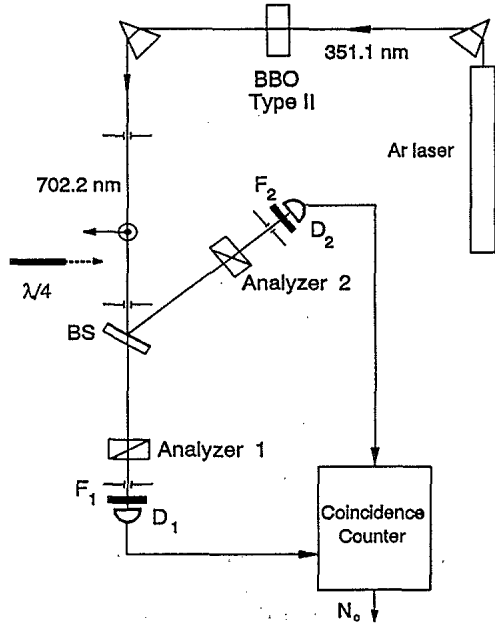 351.1 nm
BBO
Type II
Ar laser
702.2 nm
F2
D2
λ/4
Analyzer 2
BS
Analyzer 1
F1
D1
Coincidence
Counter
Nc